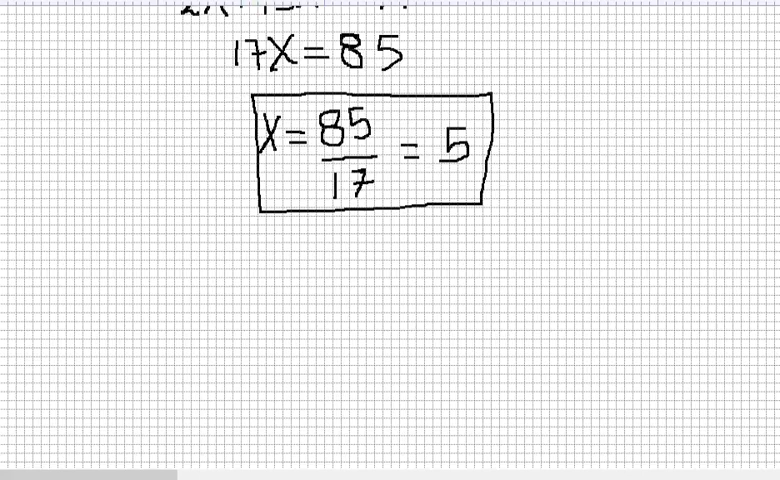 17X = 85
X = 85/17 = 5